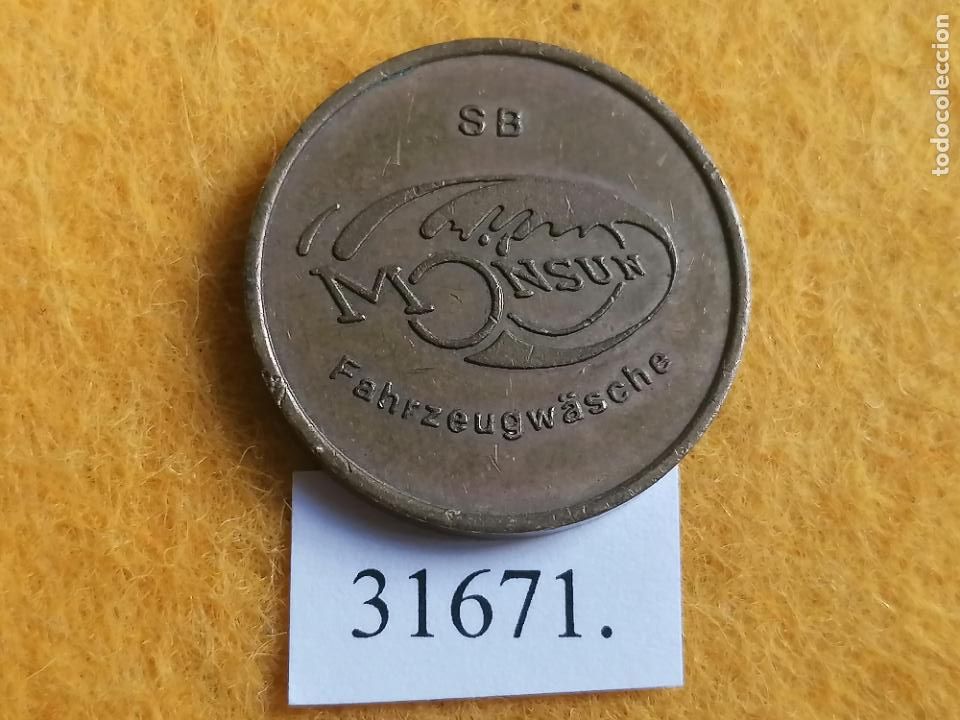 SB
MONSUN
Fahrzeugwäsche
31671.
todocoleccion